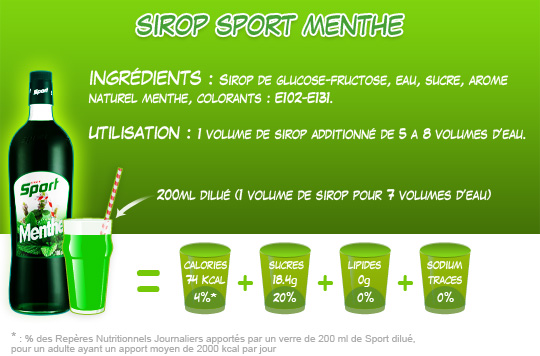 SIROP SPORT MENTHE
INGRÉDIENTS : SIROP DE GLUCOSE-FRUCTOSE, EAU, SUCRE, AROME
NATUREL MENTHE, COLORANTS : E102-E131.
UTILISATION : 1 VOLUME DE SIROP ADDITIONNÉ DE 5 A 8 VOLUMES D'EAU.
Sport
Sport
Menthe
200ML DILUÉ (1 VOLUME DE SIROP POUR 7 VOLUMES D'EAU)
=
CALORIES
74 KCAL
4%*
+
SUCRES
18.4g
20%
+
LIPIDES
0g
0%
+
SODIUM
TRACES
0%
* : % des Repères Nutritionnels Journaliers apportés par un verre de 200 ml de Sport dilué,
pour un adulte ayant un apport moyen de 2000 kcal par jour